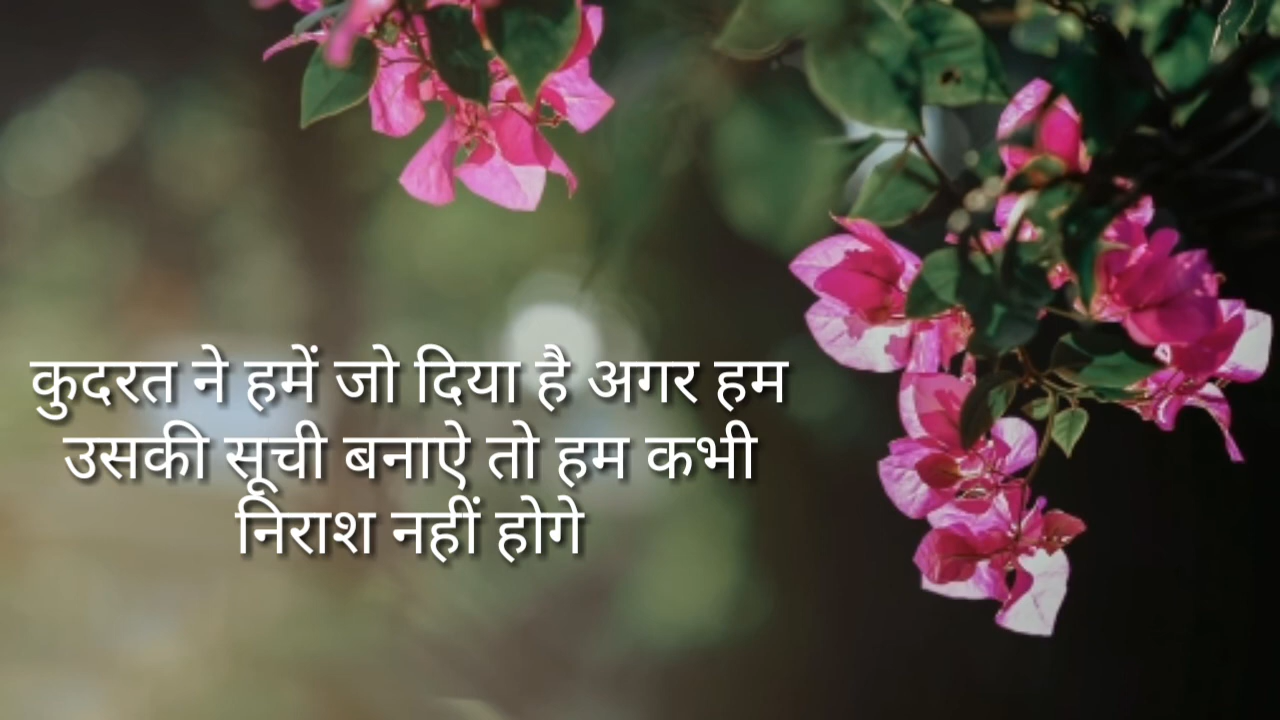 कुदरत ने हमें जो दिया है अगर हम
उसकी सूची बनाऐ तो हम कभी
निराश नहीं होगे